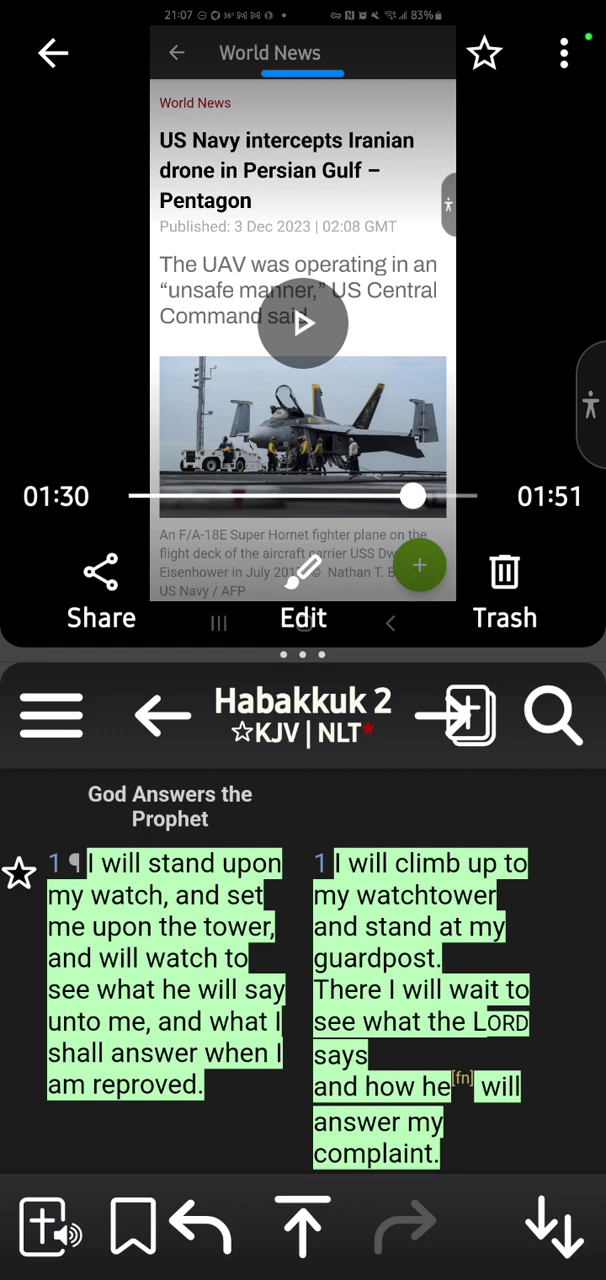 21:07 36° 83%
World News
World News
US Navy intercepts Iranian
drone in Persian Gulf –
Pentagon
Published: 3 Dec 2023 | 02:08 GMT
The UAV was operating in an
“unsafe manner,” US Central
Command said.
01:30
01:51
An F/A-18E Super Hornet fighter plane on the
flight deck of the aircraft carrier USS
Eisenhower in July © Nathan T.
US Navy / AFP
Share
Edit
Trash
Habakkuk 2
☆KJV | NLT*
God Answers the
Prophet
1 ¶ I will stand upon
my watch, and set
me upon the tower,
and will watch to
see what he will say
unto me, and what I
shall answer when I
am reproved.
1 I will climb up to
my watchtower
and stand at my
guardpost.
There I will wait to
see what the LORD
says
and how he[fn] will
answer my
complaint.